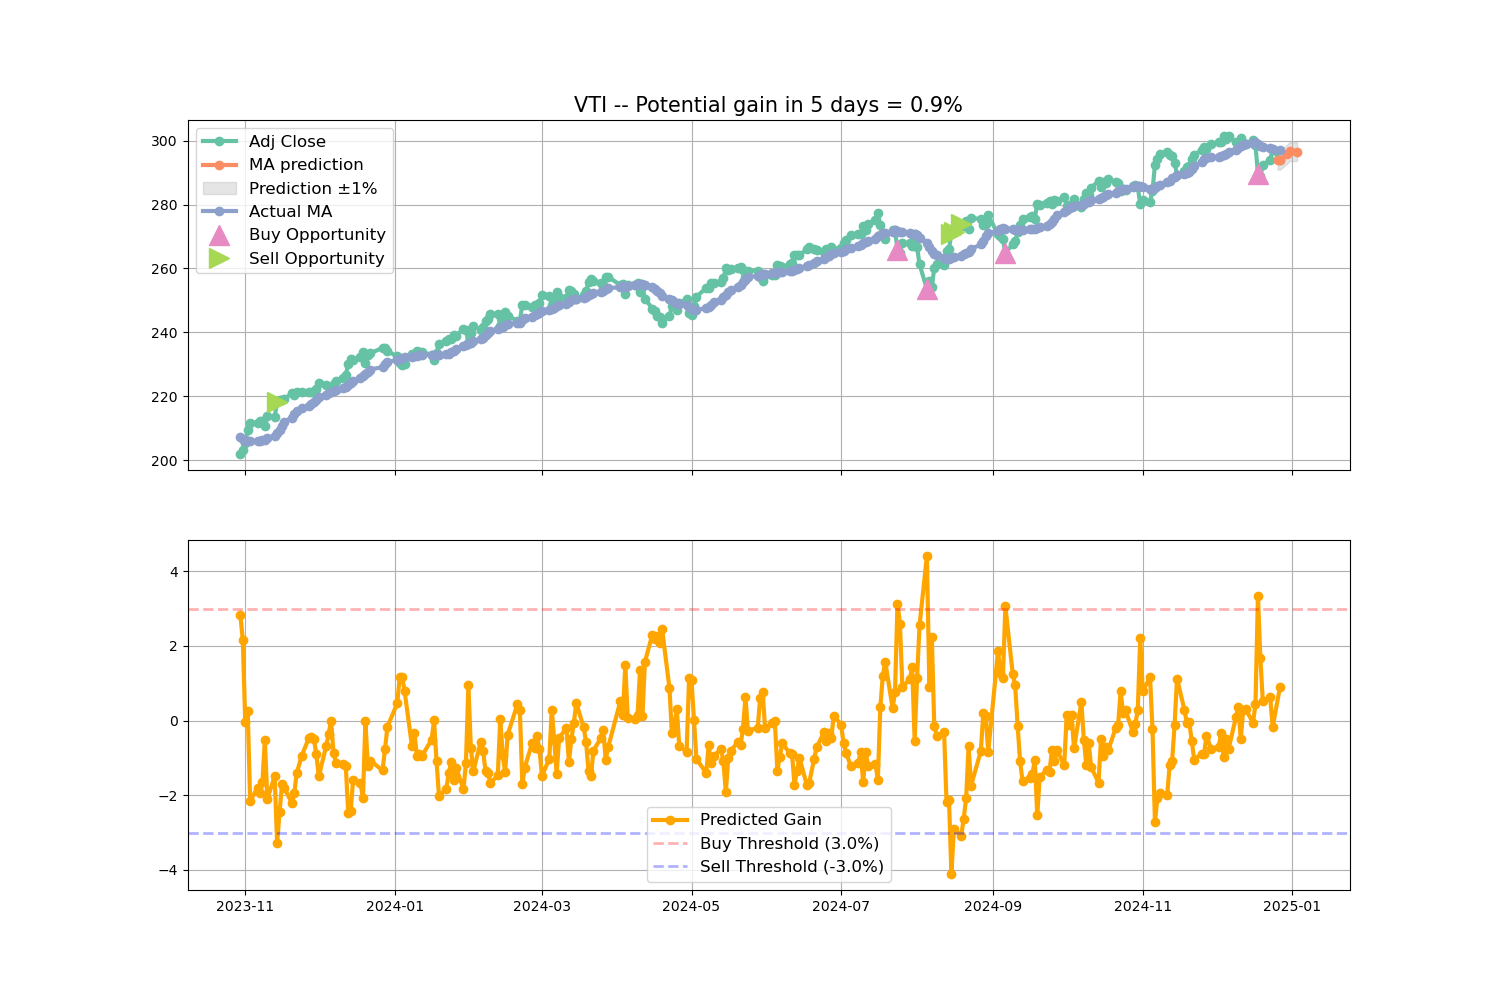 VTI -- Potential gain in 5 days = 0.9%
300
280
260
240
220
200
Adj Close
MA prediction
Prediction ±1%
Actual MA
Buy Opportunity
Sell Opportunity
4
2
0
−2
−4
Predicted Gain
Buy Threshold (3.0%)
Sell Threshold (-3.0%)
2023-11
2024-01
2024-03
2024-05
2024-07
2024-09
2024-11
2025-01